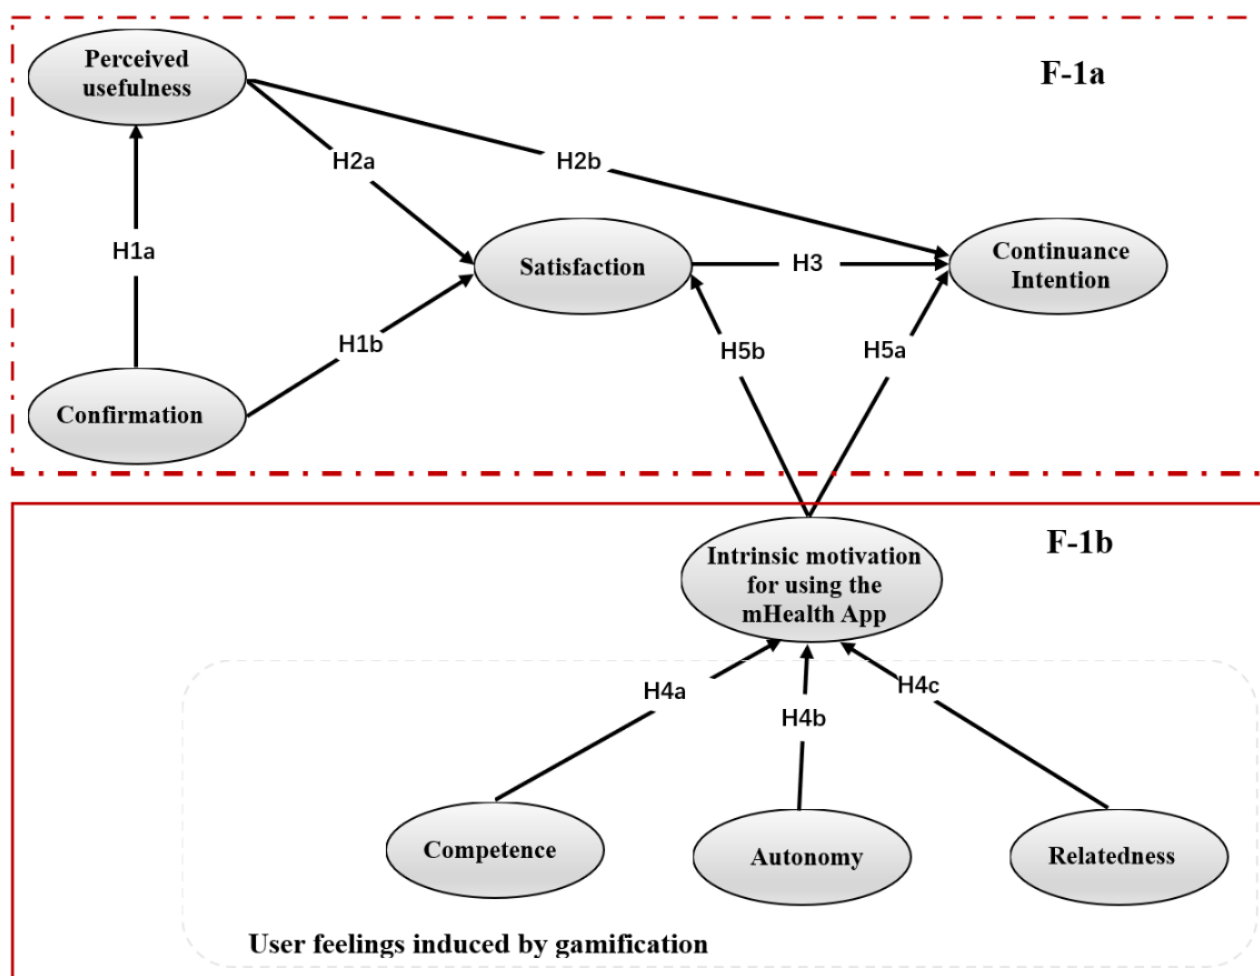 Perceived
usefulness
F-1a
H2a
H2b
H1a
Satisfaction
H3
Continuance
Intention
H1b
H5b
H5a
Confirmation
F-1b
Intrinsic motivation
for using the
mHealth App
H4a
H4b
H4c
Competence
Autonomy
Relatedness
User feelings induced by gamification